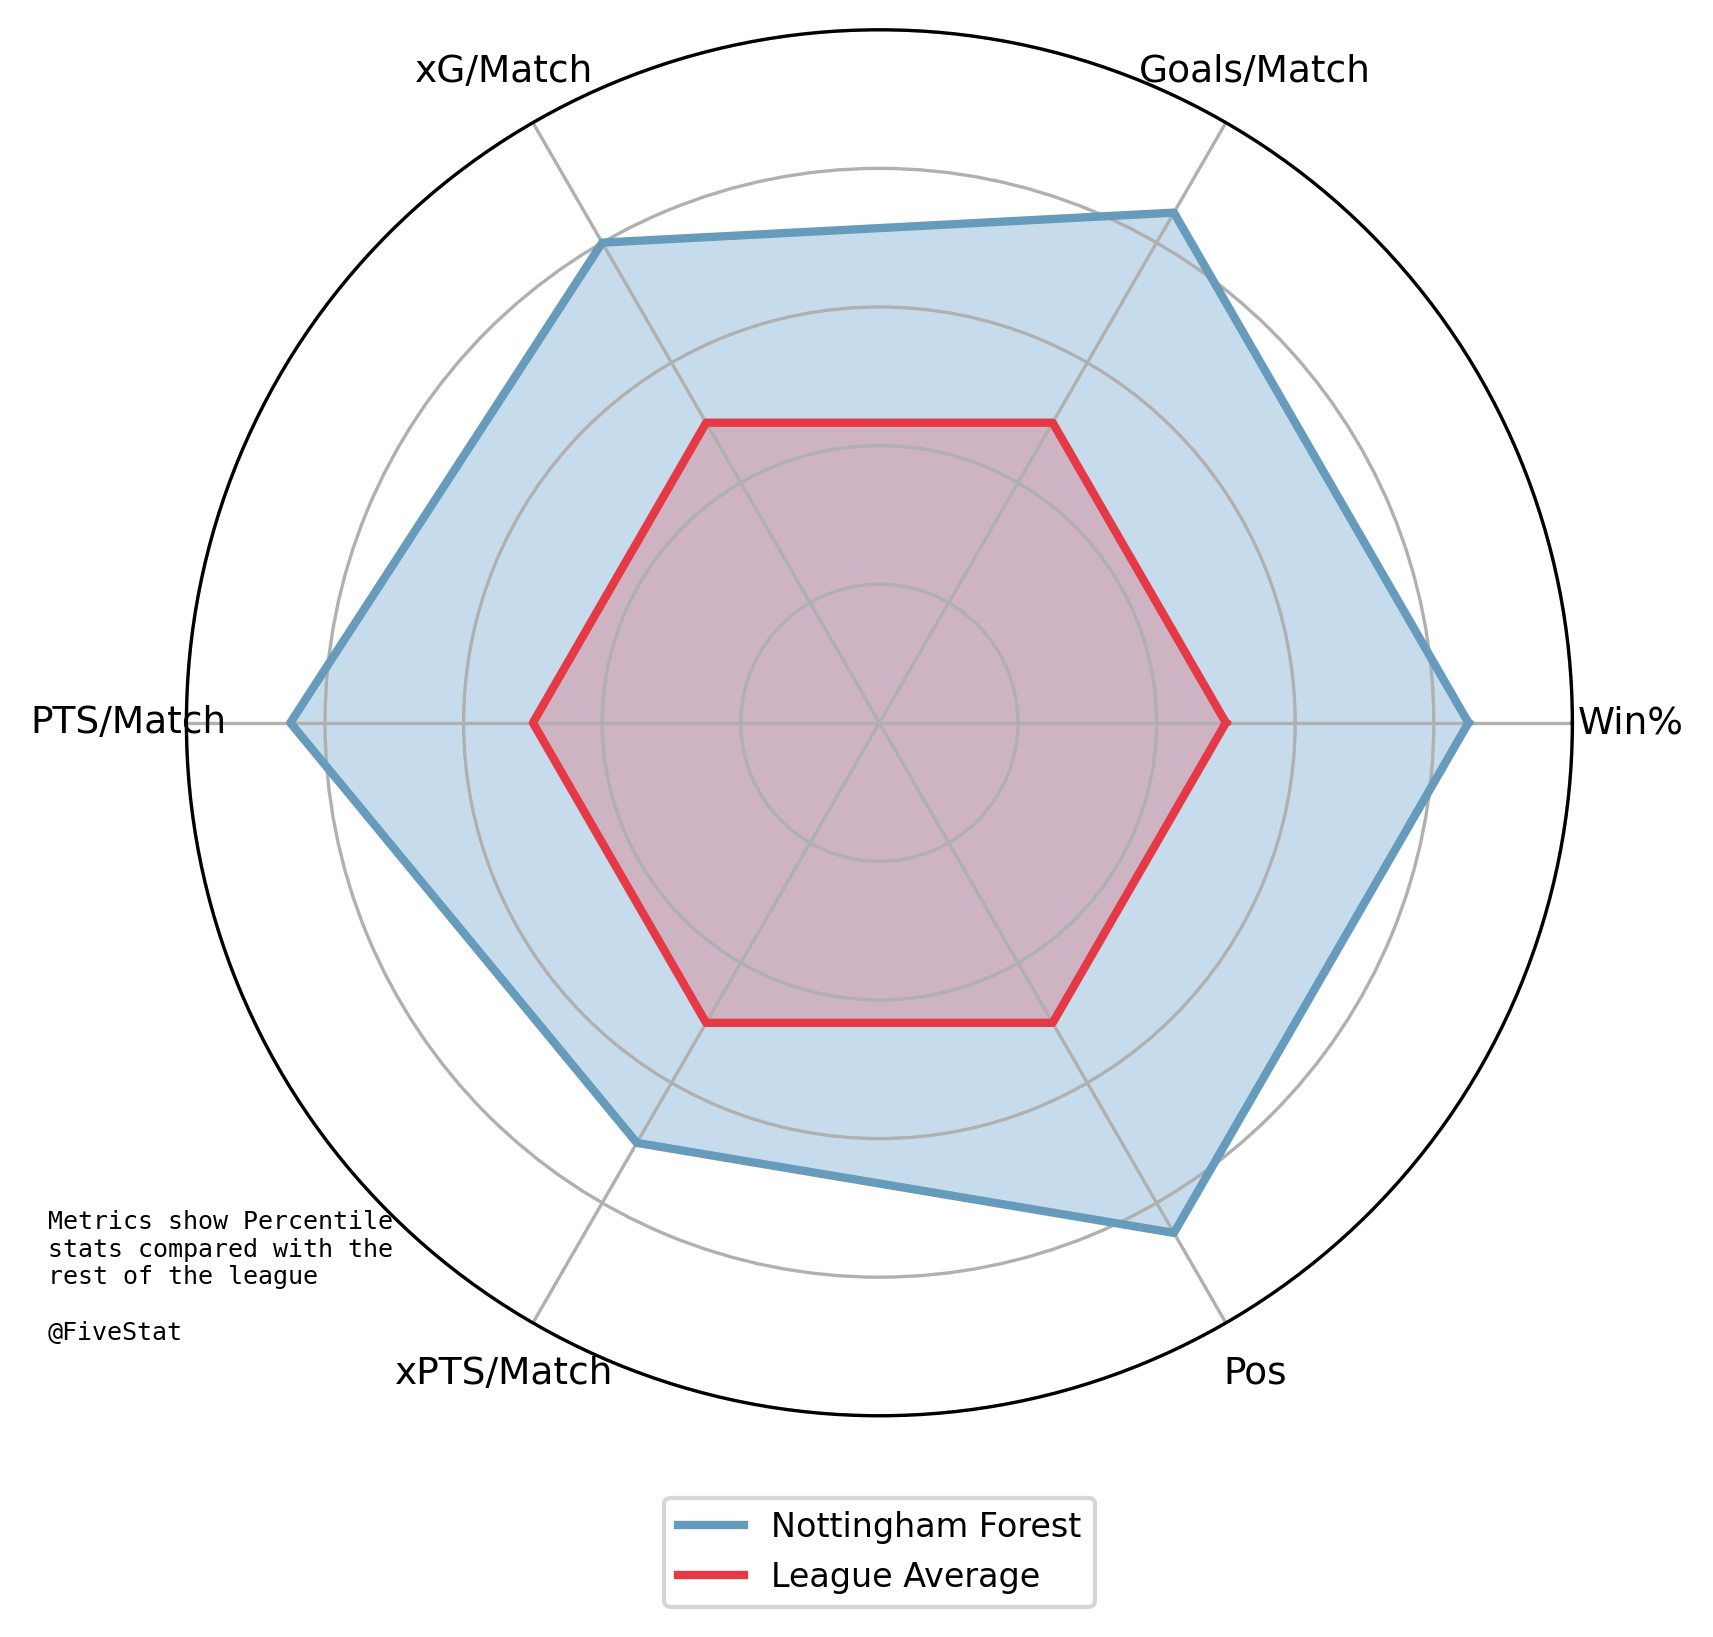 xG/Match
Goals/Match
PTS/Match
Win%
Metrics show Percentile
stats compared with the
rest of the league
@FiveStat
xPTS/Match
Pos
Nottingham Forest
League Average